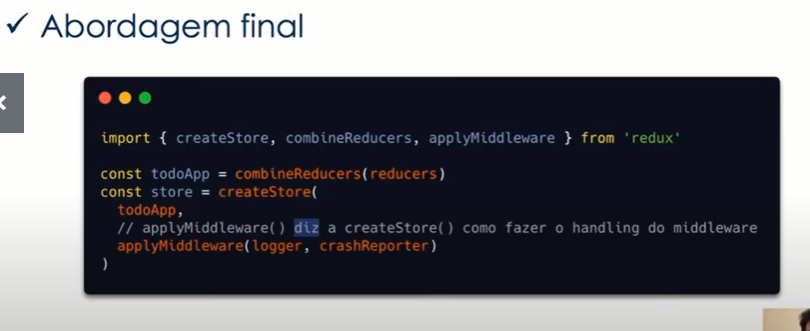 ✓ Abordagem final
import { createStore, combineReducers, applyMiddleware } from 'redux'
const todoApp = combineReducers(reducers)
const store = createStore(
todoApp,
// applyMiddleware() diz a createStore() como fazer o handling do middleware
applyMiddleware(logger, crashReporter)
)